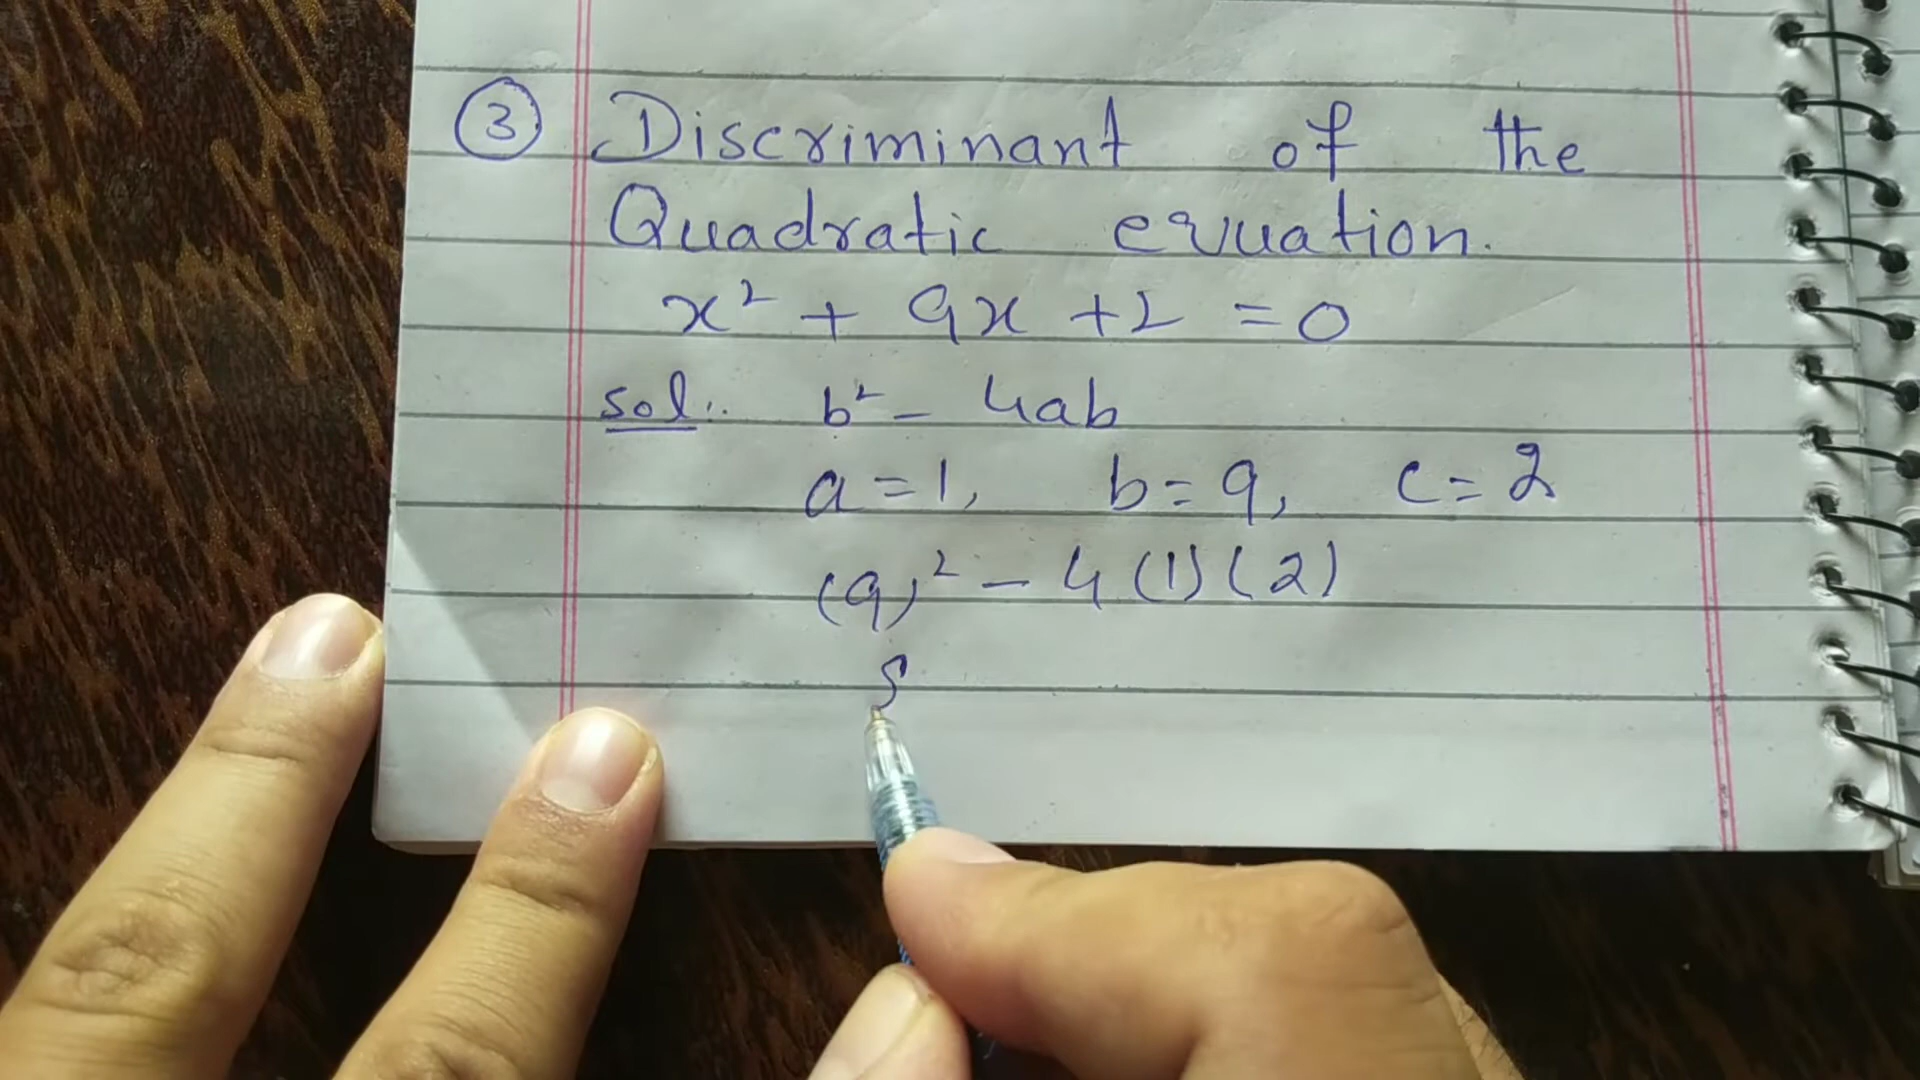 ③ Discriminant of the
Quadratic equation.
x² + 9x + 2 = 0
sol:. b² - 4ab
a = 1, b = 9, c = 2
(9)² - 4 (1) (2)